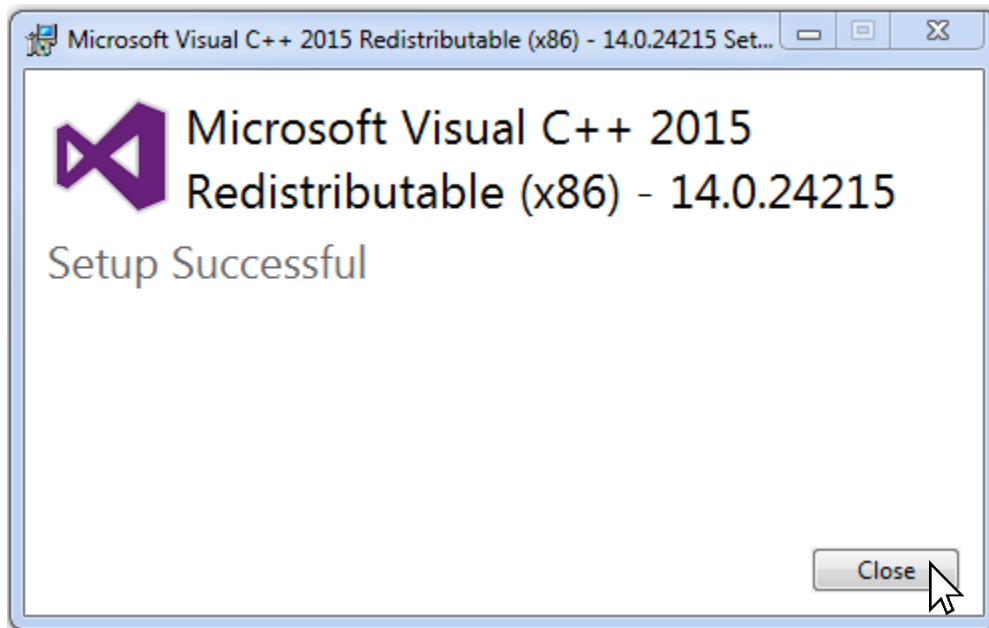 Microsoft Visual C++ 2015 Redistributable (x86) - 14.0.24215 Set...
Microsoft Visual C++ 2015
Redistributable (x86) - 14.0.24215
Setup Successful
Close